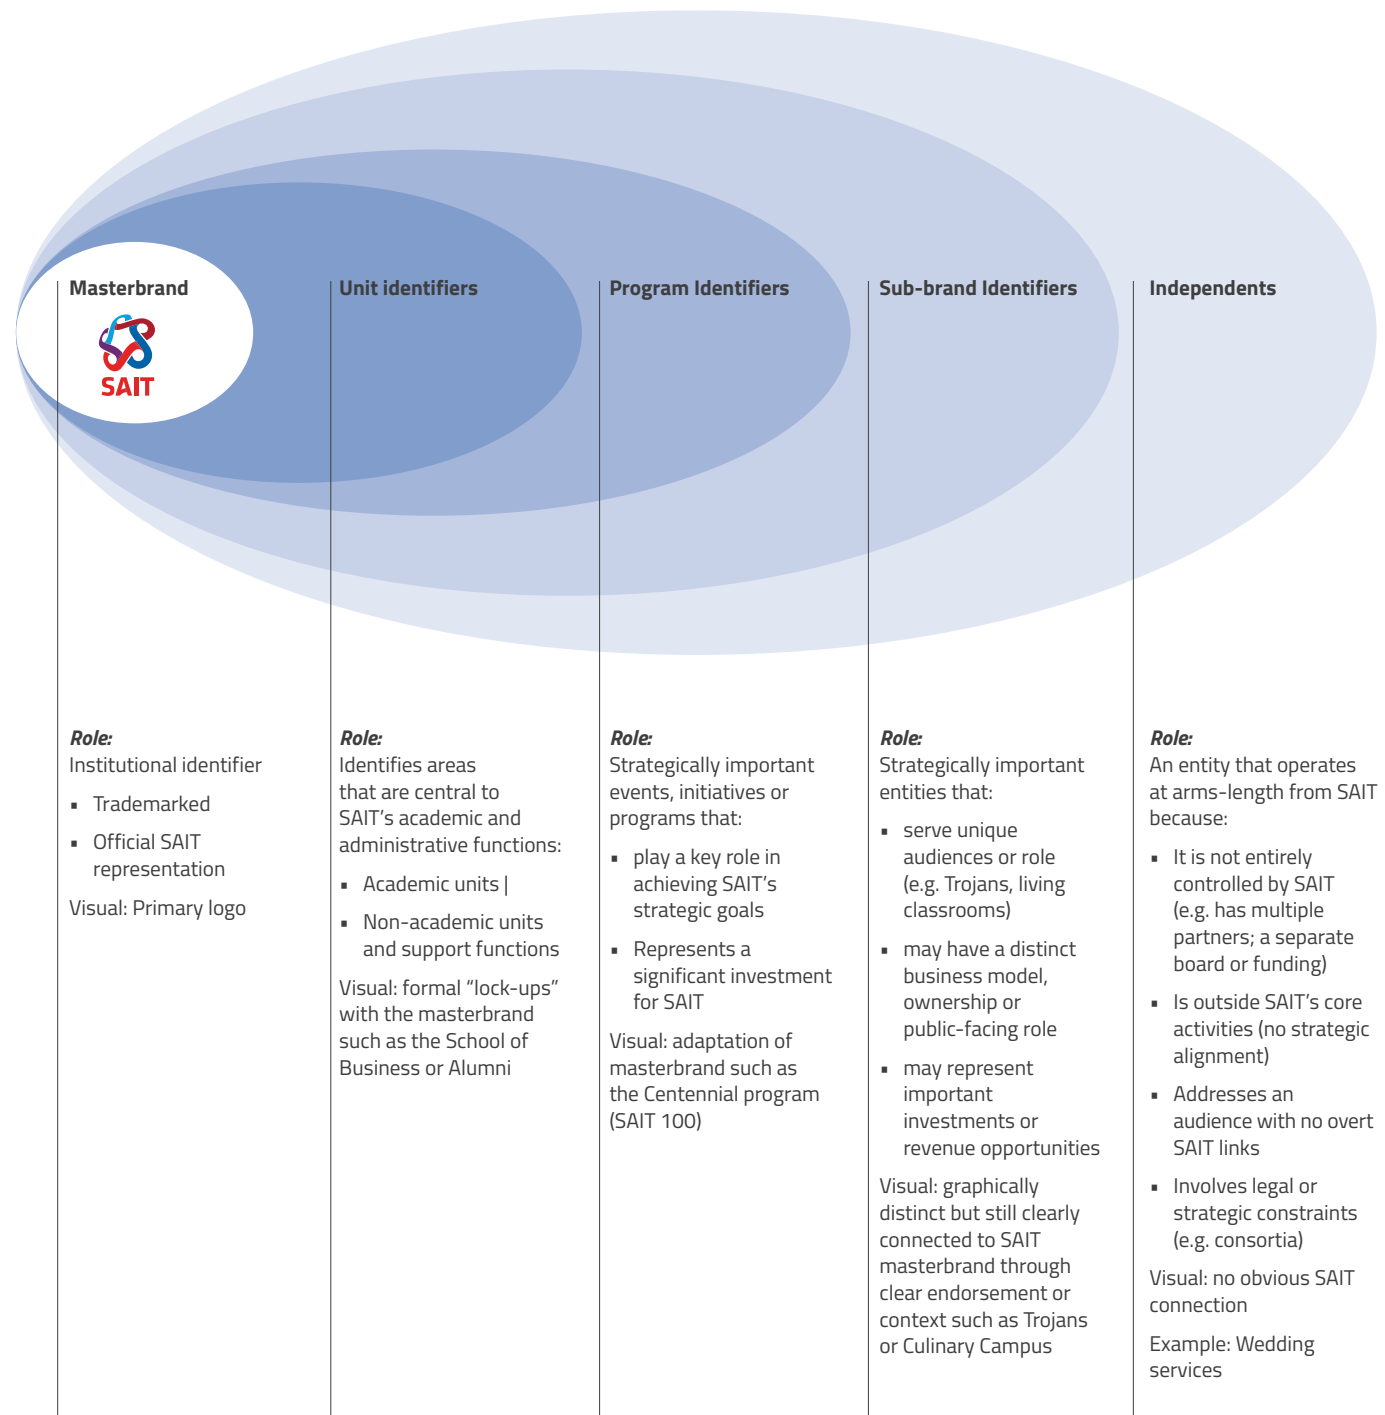 Masterbrand
SAIT
Unit identifiers
Program Identifiers
Sub-brand Identifiers
Independents
Role:
Institutional identifier
▪ Trademarked
▪ Official SAIT
representation
Visual: Primary logo
Role:
Identifies areas
that are central to
SAIT’s academic and
administrative functions:
▪ Academic units |
▪ Non-academic units
and support functions
Visual: formal “lock-ups”
with the masterbrand
such as the School of
Business or Alumni
Role:
Strategically important
events, initiatives or
programs that:
▪ play a key role in
achieving SAIT’s
strategic goals
▪ Represents a
significant investment
for SAIT
Visual: adaptation of
masterbrand such as
the Centennial program
(SAIT 100)
Role:
Strategically important
entities that:
▪ serve unique
audiences or role
(e.g. Trojans, living
classrooms)
▪ may have a distinct
business model,
ownership or
public-facing role
▪ may represent
important
investments or
revenue opportunities
Visual: graphically
distinct but still clearly
connected to SAIT
masterbrand through
clear endorsement or
context such as Trojans
or Culinary Campus
Role:
An entity that operates
at arms-length from SAIT
because:
▪ It is not entirely
controlled by SAIT
(e.g. has multiple
partners; a separate
board or funding)
▪ Is outside SAIT’s core
activities (no strategic
alignment)
▪ Addresses an
audience with no overt
SAIT links
▪ Involves legal or
strategic constraints
(e.g. consortia)
Visual: no obvious SAIT
connection
Example: Wedding
services